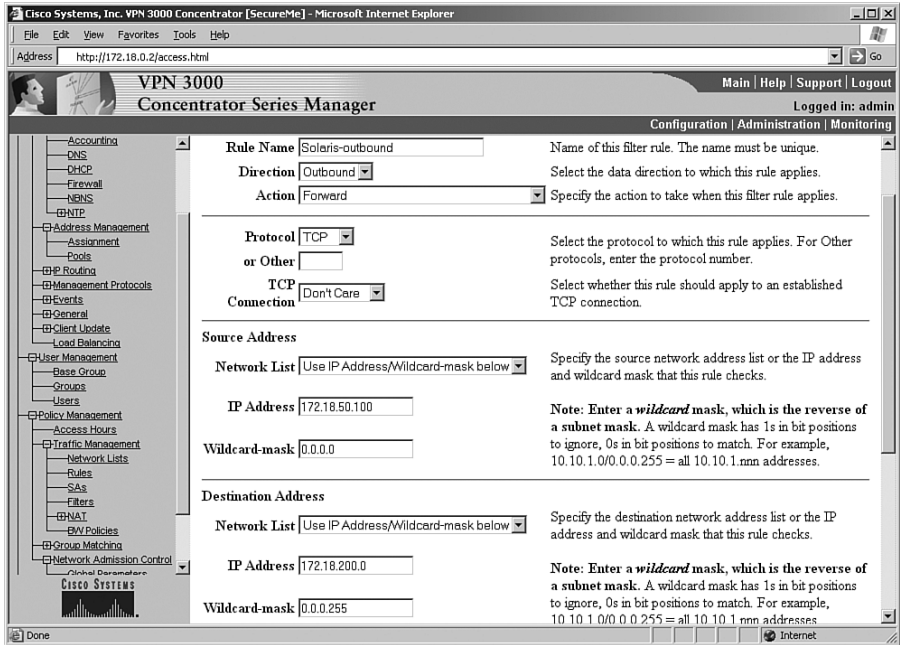 Cisco Systems, Inc. VPN 3000 Concentrator [SecureMe] - Microsoft Internet Explorer
File Edit View Favorites Tools Help
Address http://172.18.0.2/access.html Go
VPN 3000
Concentrator Series Manager
Main | Help | Support | Logout
Logged in: admin
Configuration | Administration | Monitoring
Accounting
DNS
DHCP
Firewall
NBNS
NTP
Address Management
Assignment
Pools
IP Routing
Management Protocols
Events
General
Client Update
Load Balancing
User Management
Base Group
Groups
Users
Policy Management
Access Hours
Traffic Management
Network Lists
Rules
SAs
Filters
NAT
BW Policies
Group Matching
Network Admission Control
Global Parameters
CISCO SYSTEMS
Rule Name Solaris-outbound Name of this filter rule. The name must be unique.
Direction Outbound Select the data direction to which this rule applies.
Action Forward Specify the action to take when this filter rule applies.
Protocol TCP
or Other
Select the protocol to which this rule applies. For Other
protocols, enter the protocol number.
TCP
Connection Don't Care
Select whether this rule should apply to an established
TCP connection.
Source Address
Network List Use IP Address/Wildcard-mask below
Specify the source network address list or the IP address
and wildcard mask that this rule checks.
IP Address 172.18.50.100
Wildcard-mask 0.0.0.0
Note: Enter a wildcard mask, which is the reverse of
a subnet mask. A wildcard mask has 1s in bit positions
to ignore, 0s in bit positions to match. For example,
10.10.1.0/0.0.0.255 = all 10.10.1.nnn addresses.
Destination Address
Network List Use IP Address/Wildcard-mask below
Specify the destination network address list or the IP
address and wildcard mask that this rule checks.
IP Address 172.18.200.0
Wildcard-mask 0.0.0.255
Note: Enter a wildcard mask, which is the reverse of
a subnet mask. A wildcard mask has 1s in bit positions
to ignore, 0s in bit positions to match. For example,
10.10.1.0/0.0.0.255 = all 10.10.1.nnn addresses.
Done Internet